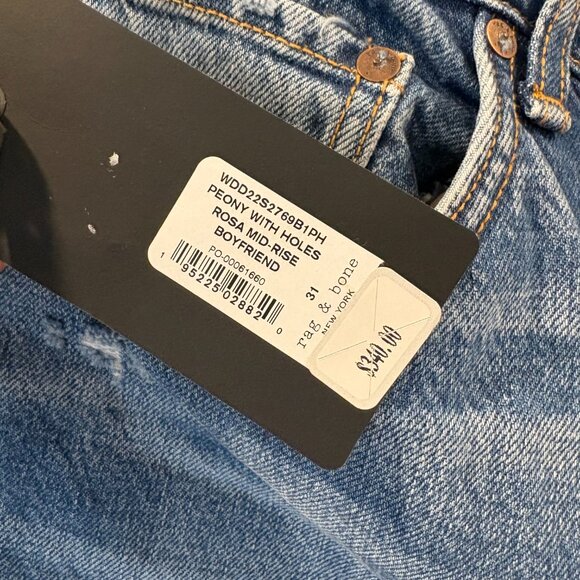 WDD22S2769B1PH
PEONY WITH HOLES
ROSA MID-RISE
BOYFRIEND
PO-00061660
1 95225 02882 0
31
rag & bone
NEW YORK
$340.00